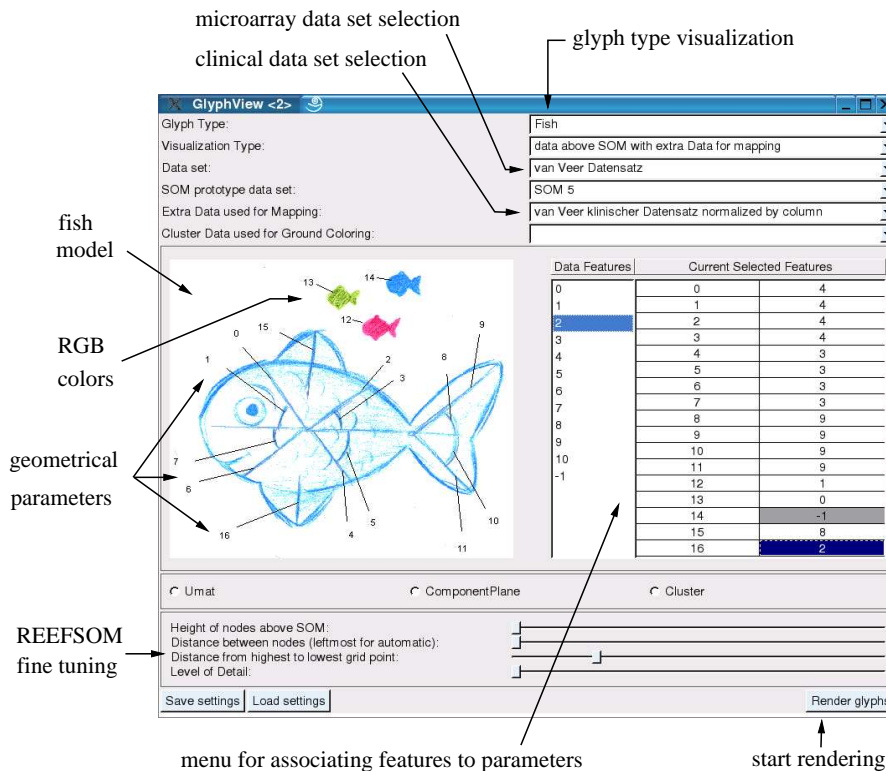 microarray data set selection
clinical data set selection
glyph type visualization
GlyphView <2>
Glyph Type:
Fish
Visualization Type:
data above SOM with extra Data for mapping
Data set:
van Veer Datensatz
SOM prototype data set:
SOM 5
Extra Data used for Mapping:
van Veer klinischer Datensatz normalized by column
Cluster Data used for Ground Coloring:
fish
model
RGB
colors
geometrical
parameters
13
14
12
0
15
1
2
3
8
9
7
6
16
4
5
10
11
Data Features
0
1
2
3
4
5
6
7
8
9
10
-1
Current Selected Features
0 4
1 4
2 4
3 4
4 3
5 3
6 3
7 3
8 9
9 9
10 9
11 9
12 1
13 0
14 -1
15 8
16 2
Umat
ComponentPlane
Cluster
REEFSOM
fine tuning
Height of nodes above SOM:
Distance between nodes (leftmost for automatic):
Distance from highest to lowest grid point:
Level of Detail:
Save settings
Load settings
Render glyphs
menu for associating features to parameters
start rendering